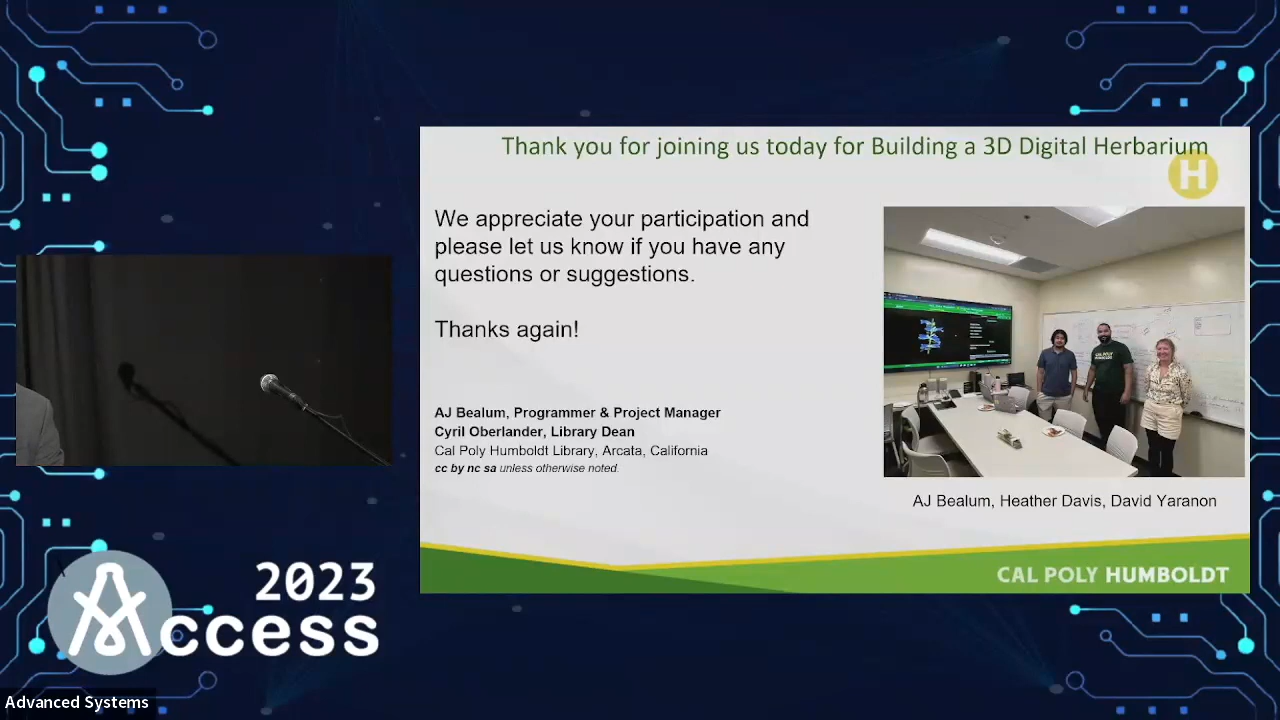 Thank you for joining us today for Building a 3D Digital Herbarium
H
We appreciate your participation and
please let us know if you have any
questions or suggestions.
Thanks again!
AJ Bealum, Programmer & Project Manager
Cyril Oberlander, Library Dean
Cal Poly Humboldt Library, Arcata, California
cc by nc sa unless otherwise noted.
CAL POLY
HUMBOLDT
AJ Bealum, Heather Davis, David Yaranon
CAL POLY HUMBOLDT
2023
Access
Advanced Systems